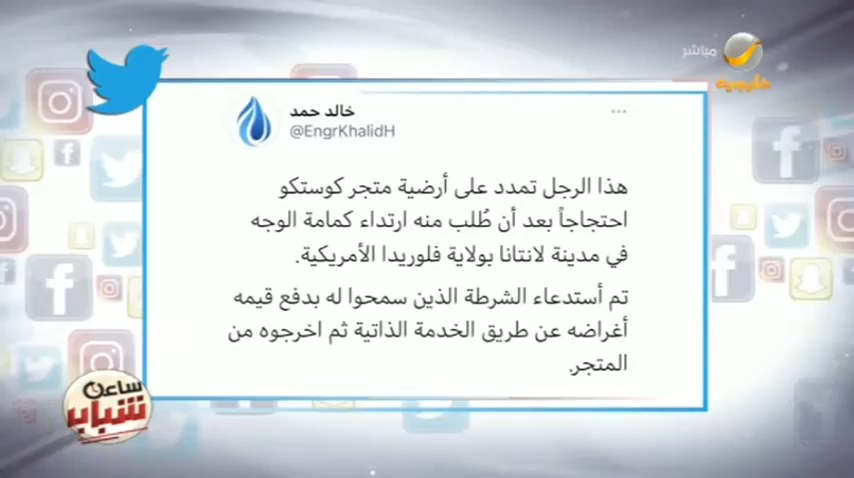 مباشر
خليجية
خالد حمد
@EngrKhalidH
هذا الرجل تمدد على أرضية متجر كوستكو
احتجاجاً بعد أن طُلب منه ارتداء كمامة الوجه
في مدينة لانتانا بولاية فلوريدا الأمريكية.
تم أستدعاء الشرطة الذين سمحوا له بدفع قيمه
أغراضه عن طريق الخدمة الذاتية ثم اخرجوه من
المتجر.
ساعة
شباب